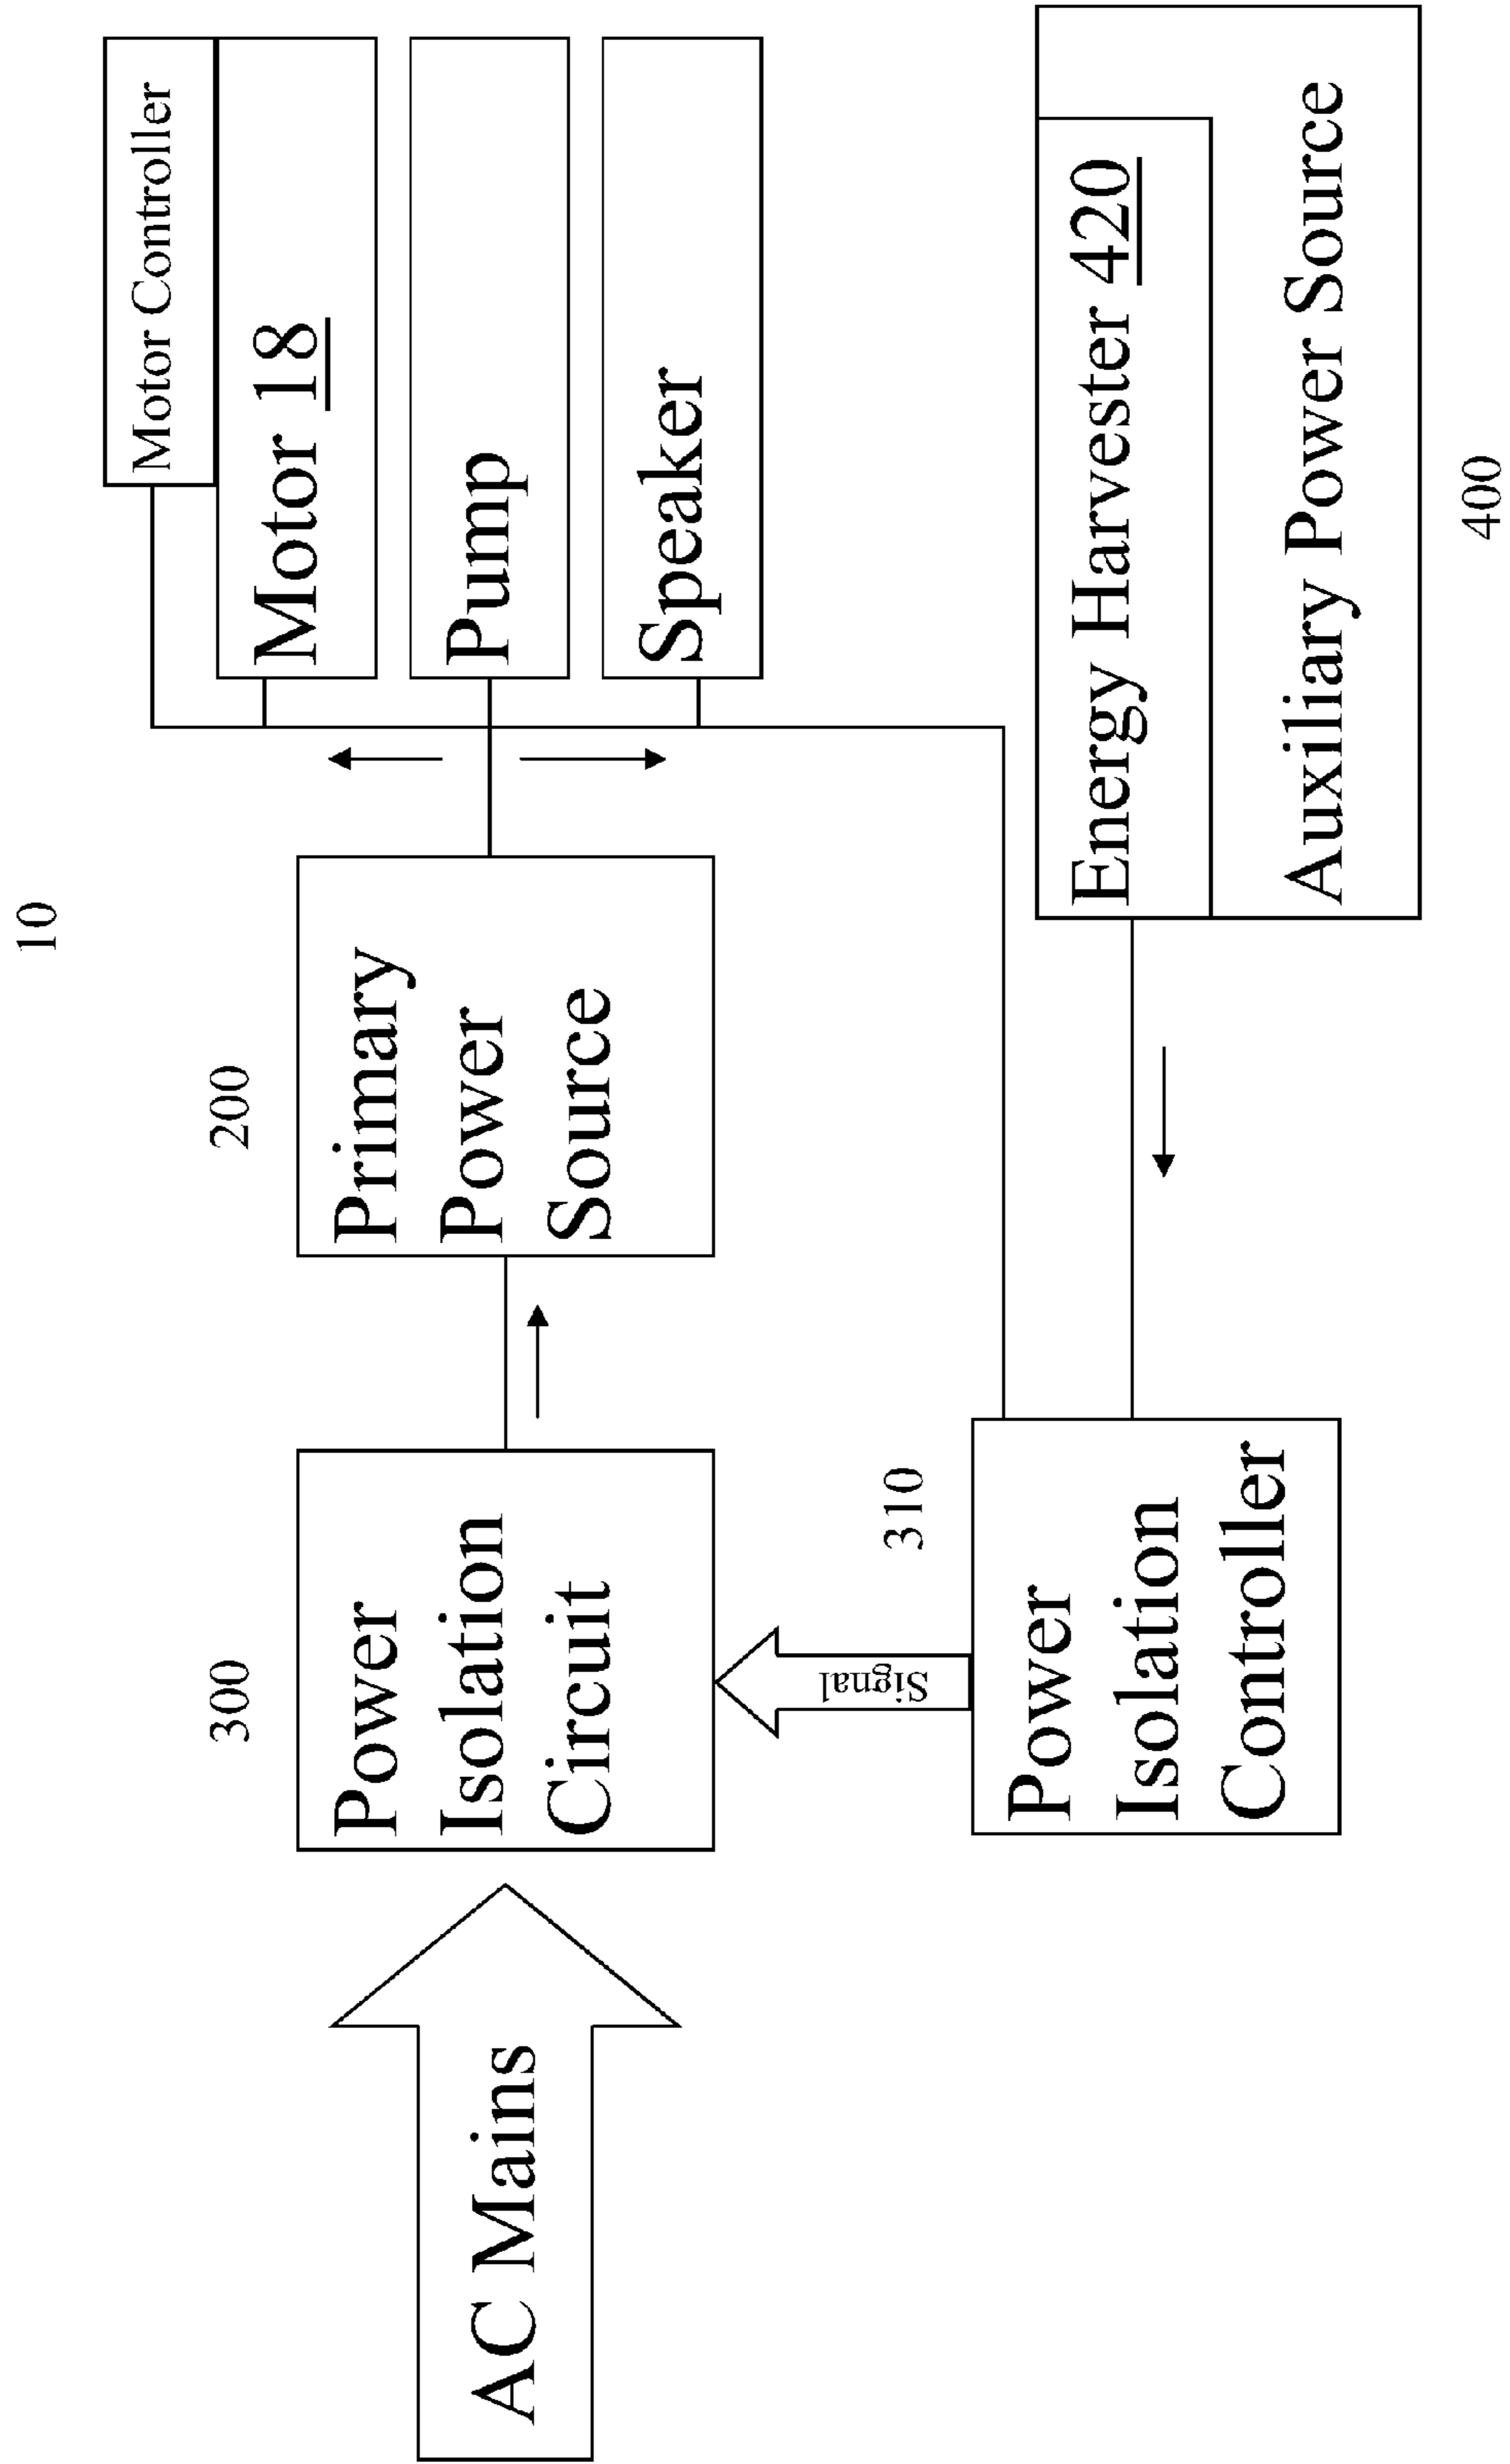 10
Motor Controller
Motor 18
Pump
Speaker
200
Primary
Power
Source
300
Power
Isolation
Circuit
AC Mains
Signal
310
Power
Isolation
Controller
Energy Harvester 420
Auxiliary Power Source
400